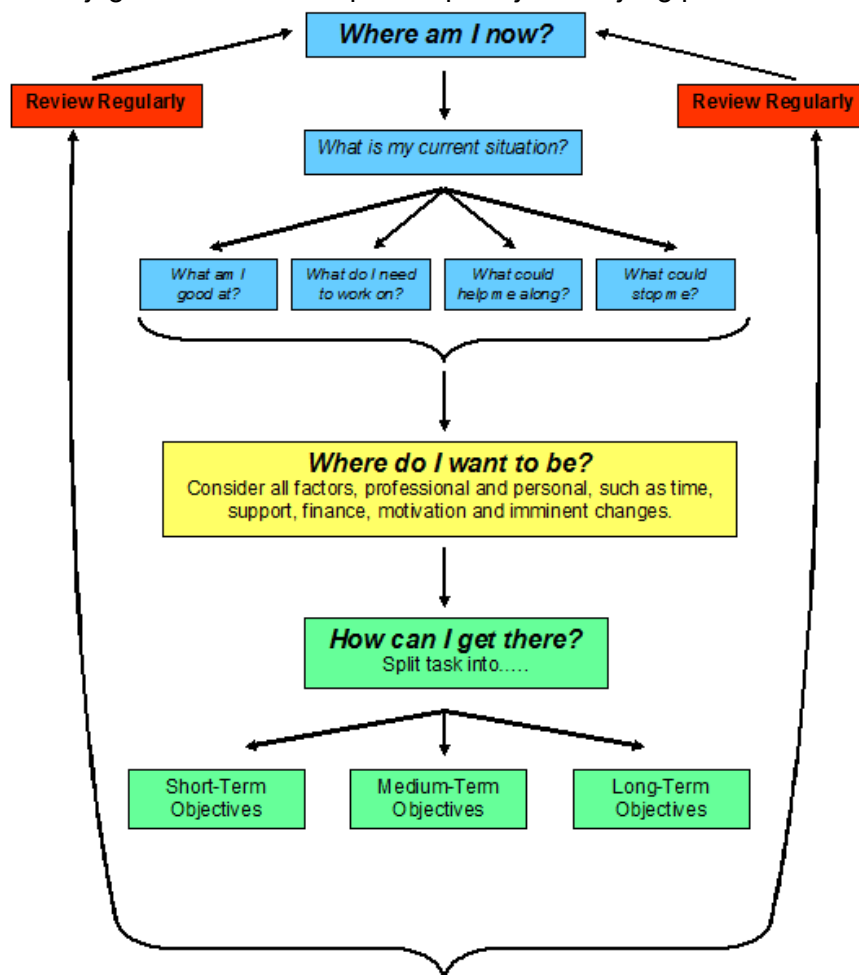 Where am I now?
Review Regularly
Review Regularly
What is my current situation?
What am I
good at?
What do I need
to work on?
What could
help me along?
What could
stop me?
Where do I want to be?
Consider all factors, professional and personal, such as time,
support, finance, motivation and imminent changes.
How can I get there?
Split task into.....
Short-Term
Objectives
Medium-Term
Objectives
Long-Term
Objectives